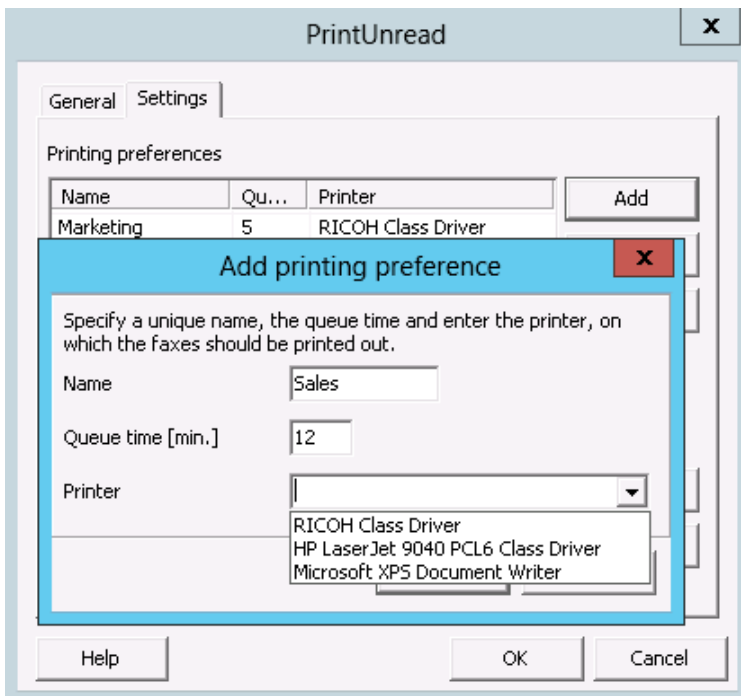 PrintUnread
x
General Settings
Printing preferences
Name Qu... Printer
Add
Marketing 5 RICOH Class Driver
Add printing preference
x
Specify a unique name, the queue time and enter the printer, on
which the faxes should be printed out.
Name Sales
Queue time [min.] 12
Printer
RICOH Class Driver
HP LaserJet 9040 PCL6 Class Driver
Microsoft XPS Document Writer
Help OK Cancel